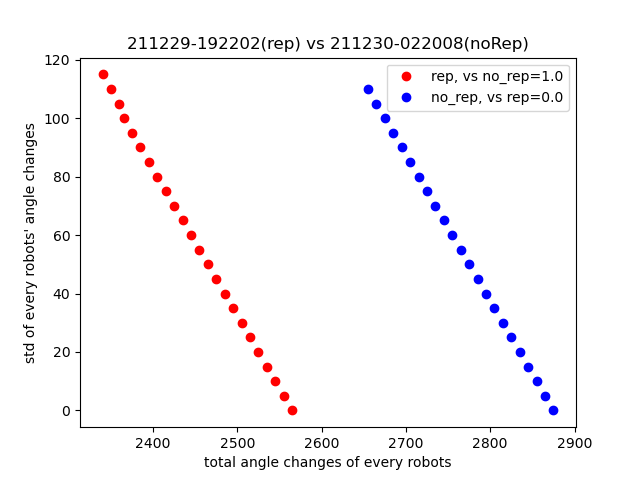 211229-192202(rep) vs 211230-022008(noRep)
rep, vs no_rep=1.0
no_rep, vs rep=0.0
std of every robots' angle changes
120
100
80
60
40
20
0
2400 2500 2600 2700 2800 2900
total angle changes of every robots